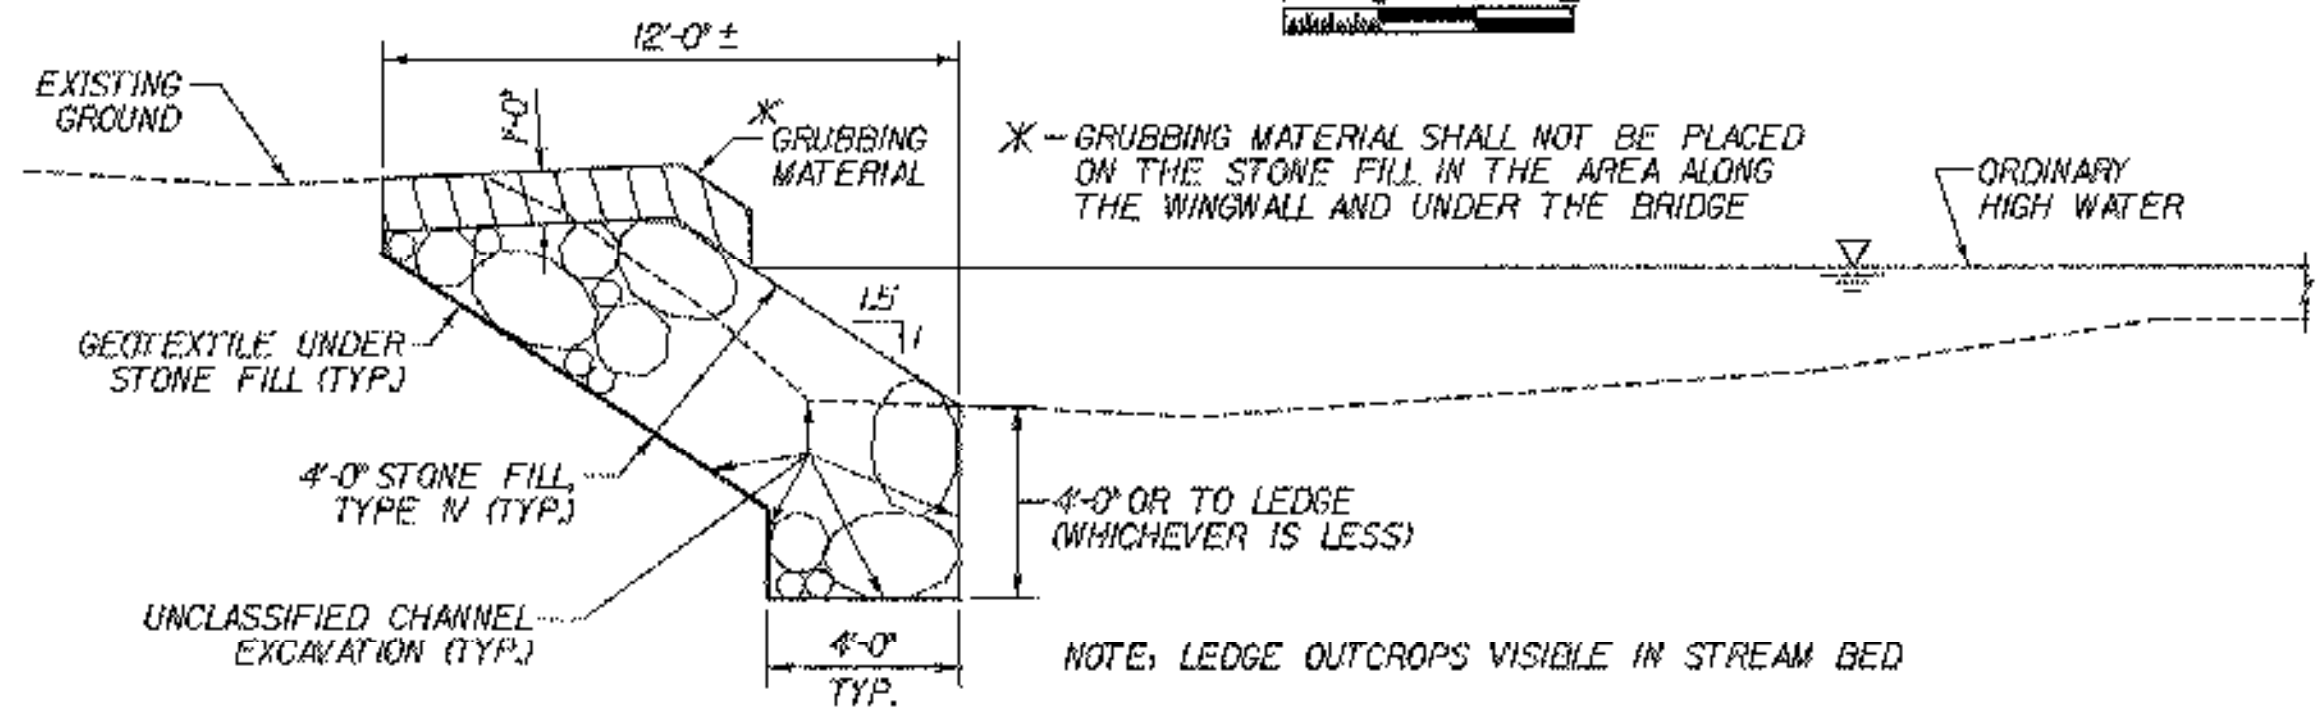 12'-0" ±
EXISTING
GROUND
1'-0"
Ж
GRUBBING
MATERIAL
Ж - GRUBBING MATERIAL SHALL NOT BE PLACED
ON THE STONE FILL IN THE AREA ALONG
THE WINGWALL AND UNDER THE BRIDGE
ORDINARY
HIGH WATER
1.5
1
GEOTEXTILE UNDER
STONE FILL (TYP.)
4'-0" STONE FILL,
TYPE IV (TYP.)
4'-0" OR TO LEDGE
(WHICHEVER IS LESS)
UNCLASSIFIED CHANNEL
EXCAVATION (TYP.)
4'-0"
TYP.
NOTE: LEDGE OUTCROPS VISIBLE IN STREAM BED